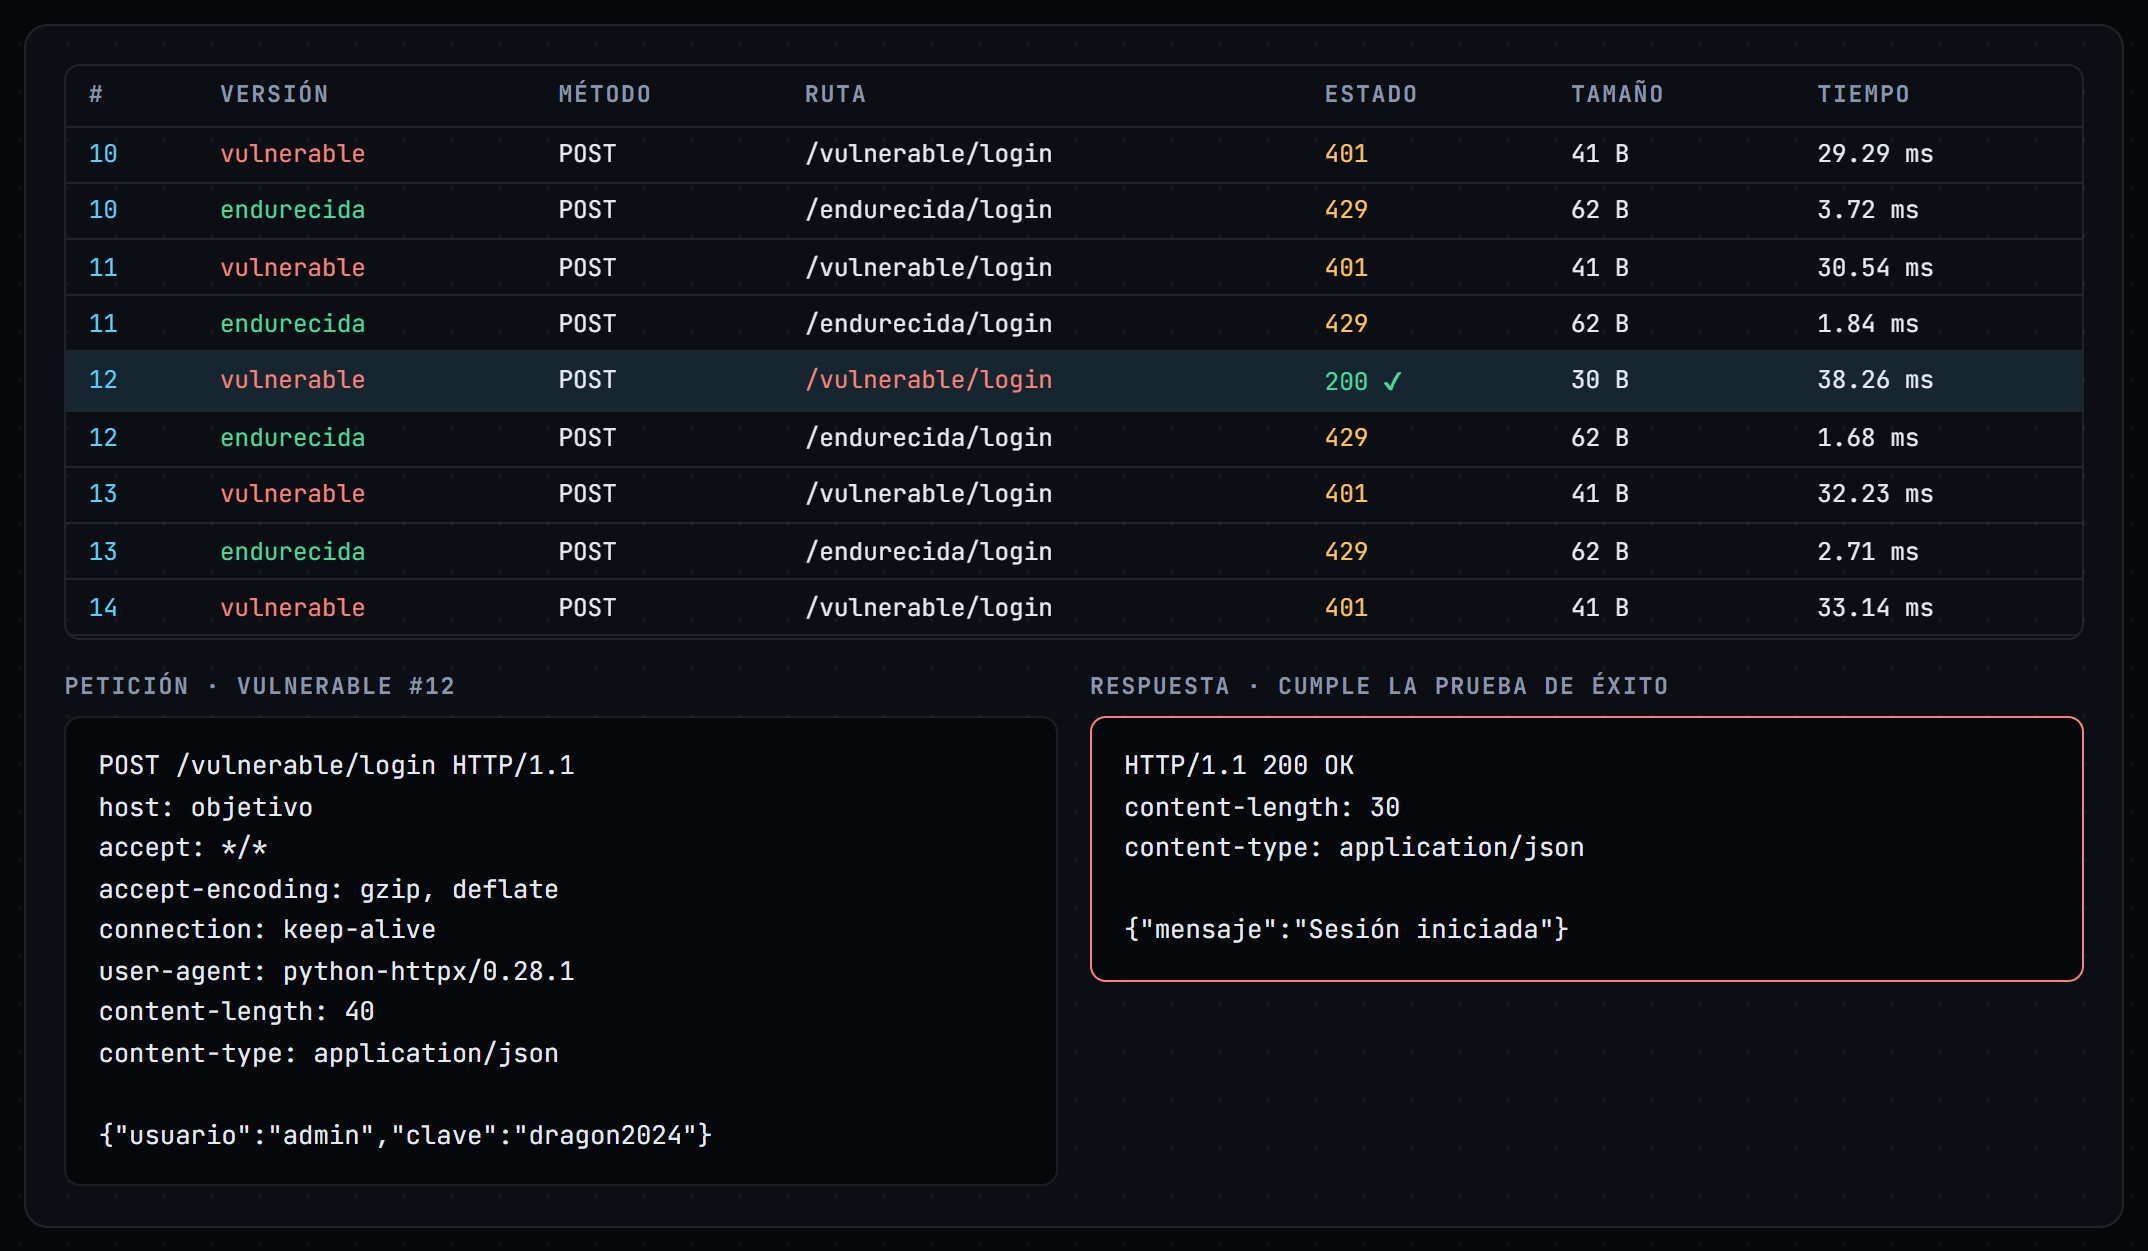 # VERSIÓN MÉTODO RUTA ESTADO TAMAÑO TIEMPO
10 vulnerable POST /vulnerable/login 401 41 B 29.29 ms
10 endurecida POST /endurecida/login 429 62 B 3.72 ms
11 vulnerable POST /vulnerable/login 401 41 B 30.54 ms
11 endurecida POST /endurecida/login 429 62 B 1.84 ms
12 vulnerable POST /vulnerable/login 200 ✓ 30 B 38.26 ms
12 endurecida POST /endurecida/login 429 62 B 1.68 ms
13 vulnerable POST /vulnerable/login 401 41 B 32.23 ms
13 endurecida POST /endurecida/login 429 62 B 2.71 ms
14 vulnerable POST /vulnerable/login 401 41 B 33.14 ms
PETICIÓN · VULNERABLE #12
POST /vulnerable/login HTTP/1.1
host: objetivo
accept: */*
accept-encoding: gzip, deflate
connection: keep-alive
user-agent: python-httpx/0.28.1
content-length: 40
content-type: application/json
{"usuario":"admin","clave":"dragon2024"}
RESPUESTA · CUMPLE LA PRUEBA DE ÉXITO
HTTP/1.1 200 OK
content-length: 30
content-type: application/json
{"mensaje":"Sesión iniciada"}